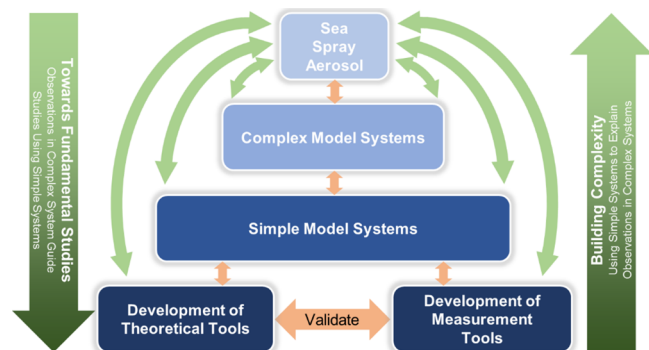 Sea
Spray
Aerosol
Complex Model Systems
Simple Model Systems
Development of
Theoretical Tools
Validate
Development of
Measurement
Tools
Towards Fundamental Studies
Observations in Complex System Guide
Studies Using Simple Systems
Building Complexity
Using Simple Systems to Explain
Observations in Complex Systems